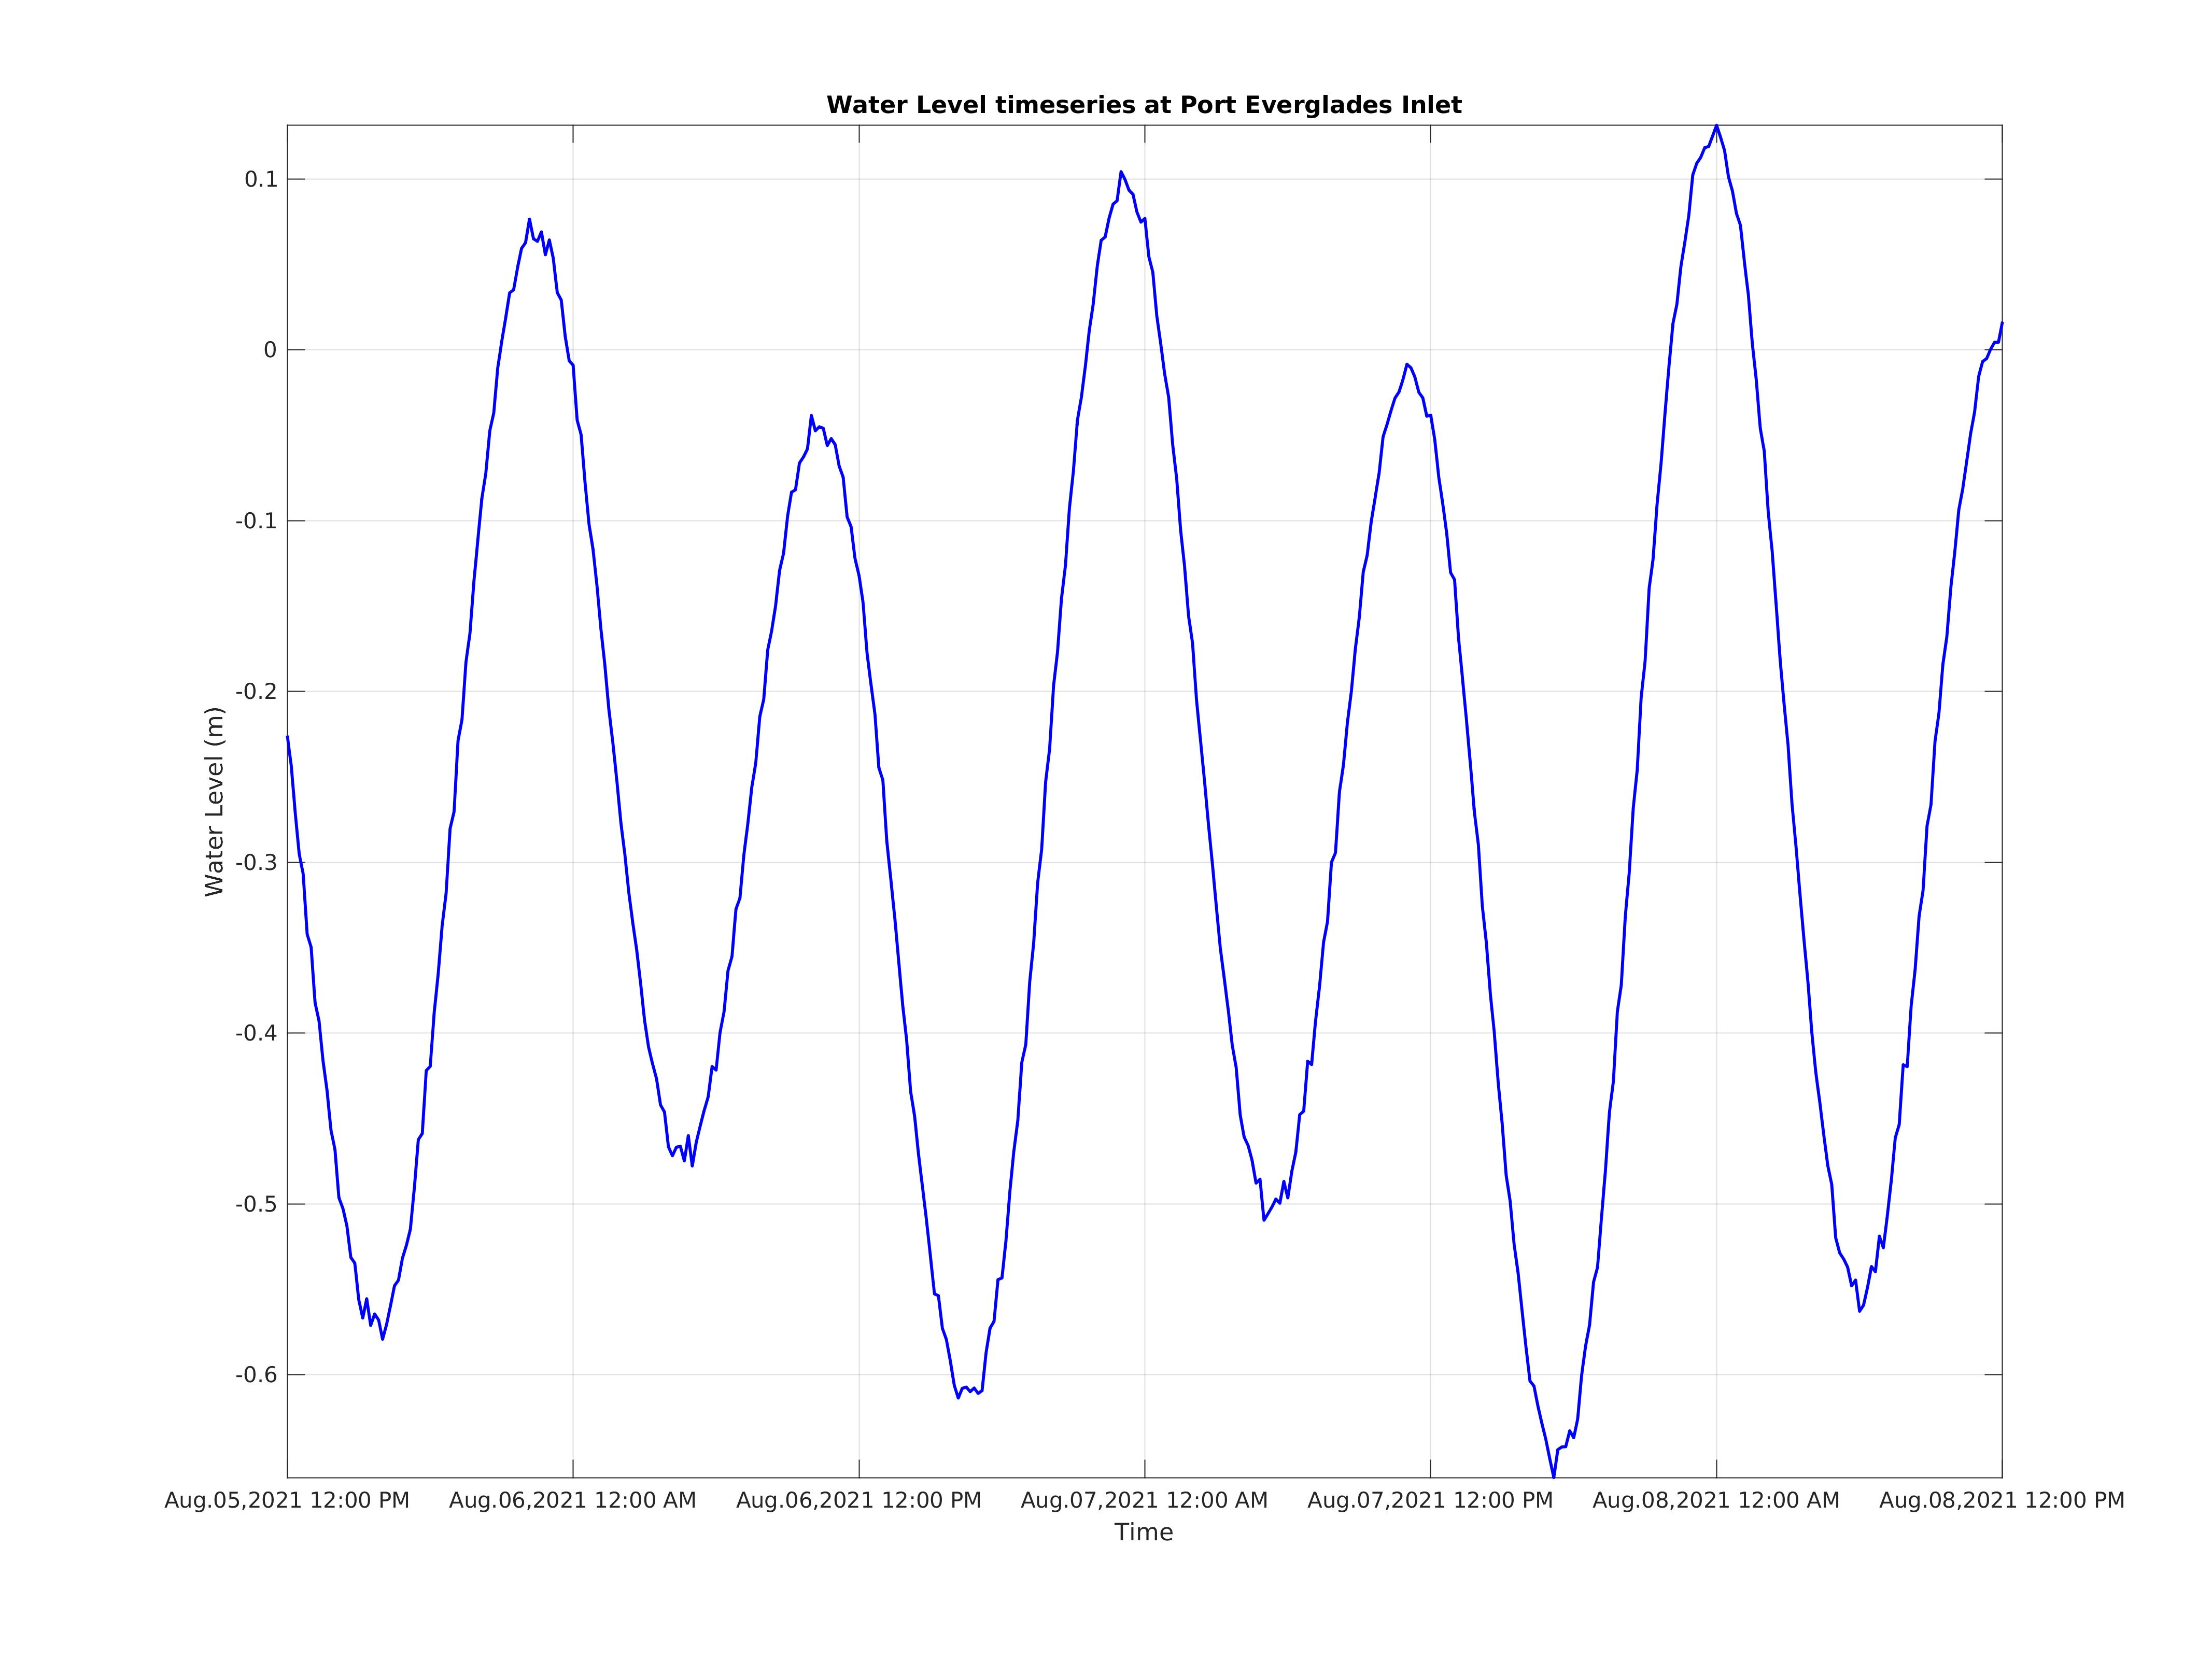 Water Level timeseries at Port Everglades Inlet
0.1
0
-0.1
-0.2
-0.3
-0.4
-0.5
-0.6
Water Level (m)
Aug.05,2021 12:00 PM Aug.06,2021 12:00 AM Aug.06,2021 12:00 PM Aug.07,2021 12:00 AM Aug.07,2021 12:00 PM Aug.08,2021 12:00 AM Aug.08,2021 12:00 PM
Time